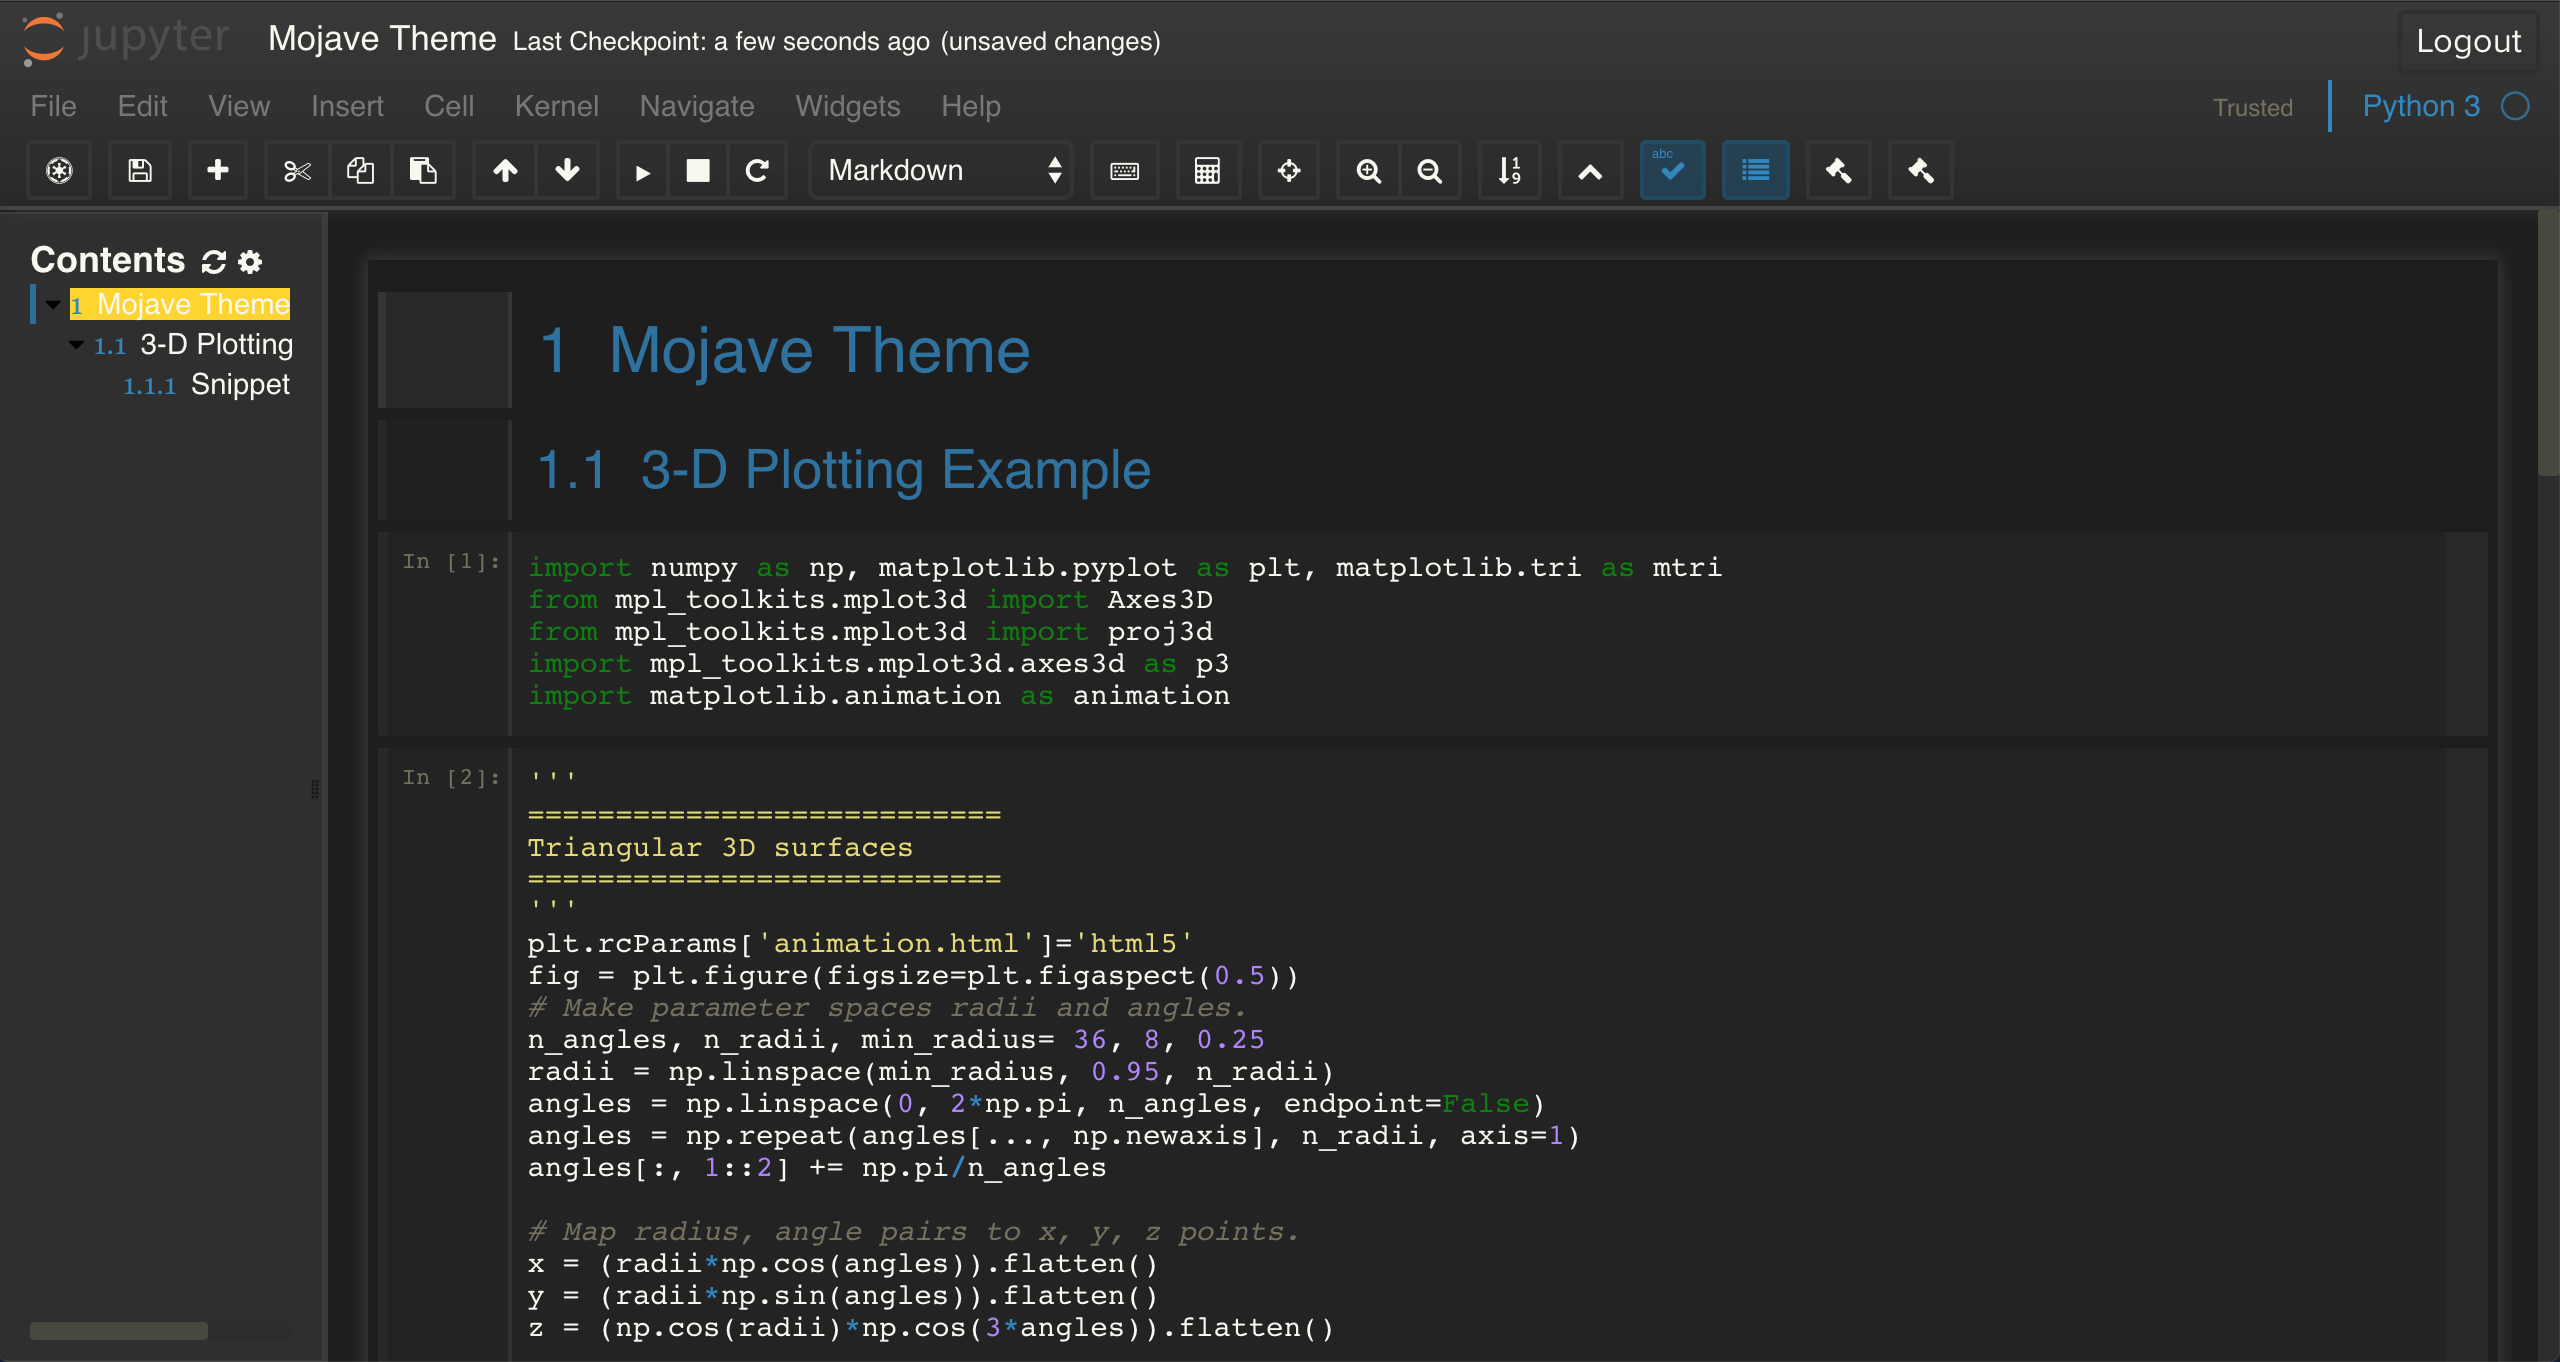 jupyter Mojave Theme Last Checkpoint: a few seconds ago (unsaved changes) Logout
File Edit View Insert Cell Kernel Navigate Widgets Help Trusted Python 3
Markdown abc
Contents
1 Mojave Theme
1.1 3-D Plotting
1.1.1 Snippet
1 Mojave Theme
1.1 3-D Plotting Example
In [1]:
import numpy as np, matplotlib.pyplot as plt, matplotlib.tri as mtri
from mpl_toolkits.mplot3d import Axes3D
from mpl_toolkits.mplot3d import proj3d
import mpl_toolkits.mplot3d.axes3d as p3
import matplotlib.animation as animation
In [2]:
'''
===========================
Triangular 3D surfaces
===========================
'''
plt.rcParams['animation.html']='html5'
fig = plt.figure(figsize=plt.figaspect(0.5))
# Make parameter spaces radii and angles.
n_angles, n_radii, min_radius= 36, 8, 0.25
radii = np.linspace(min_radius, 0.95, n_radii)
angles = np.linspace(0, 2*np.pi, n_angles, endpoint=False)
angles = np.repeat(angles[..., np.newaxis], n_radii, axis=1)
angles[:, 1::2] += np.pi/n_angles
# Map radius, angle pairs to x, y, z points.
x = (radii*np.cos(angles)).flatten()
y = (radii*np.sin(angles)).flatten()
z = (np.cos(radii)*np.cos(3*angles)).flatten()